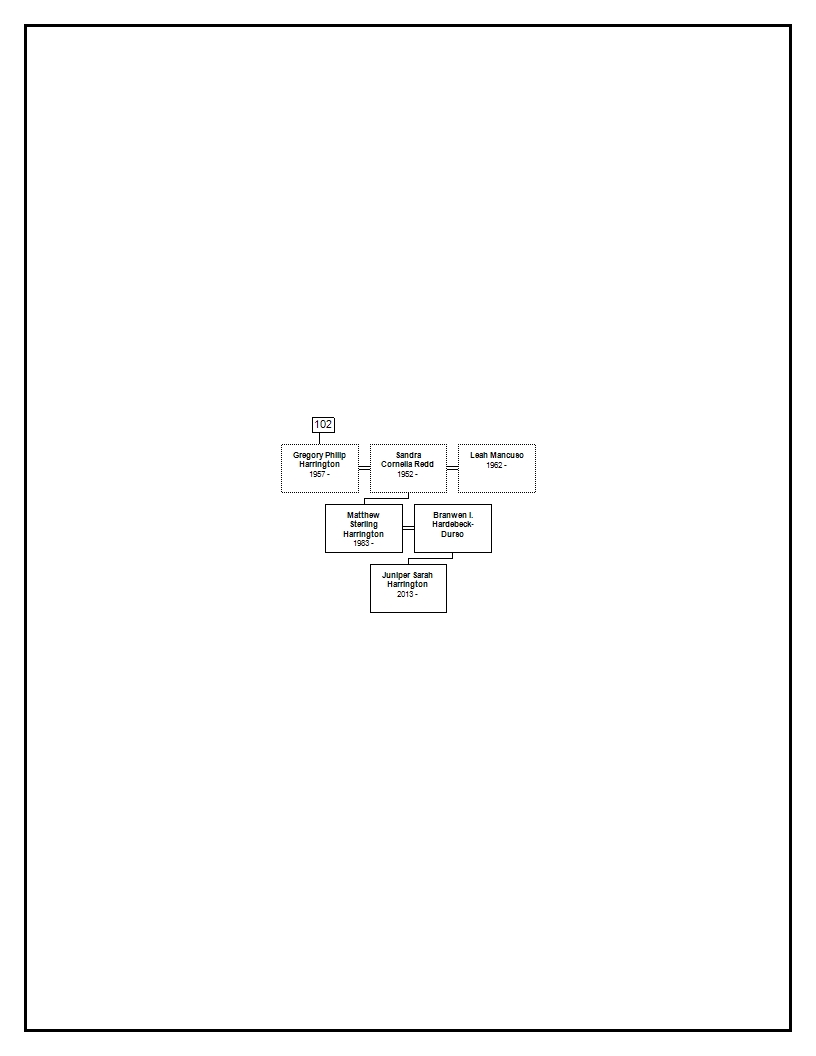 102
Gregory Philip
Harrington
1957 -
Sandra
Cornelia Redd
1952 -
Leah Mancuso
1962 -
Matthew
Sterling
Harrington
1983 -
Branwen I.
Hardebeck-
Durso
Juniper Sarah
Harrington
2013 -